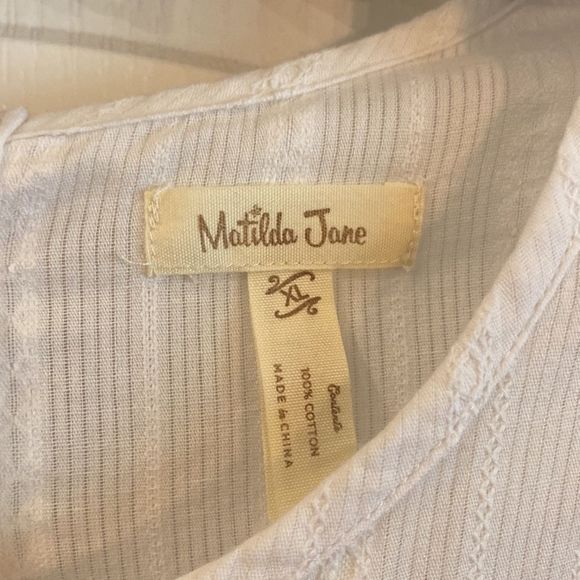 Matilda Jane
XL
Contents
100% COTTON
MADE in CHINA